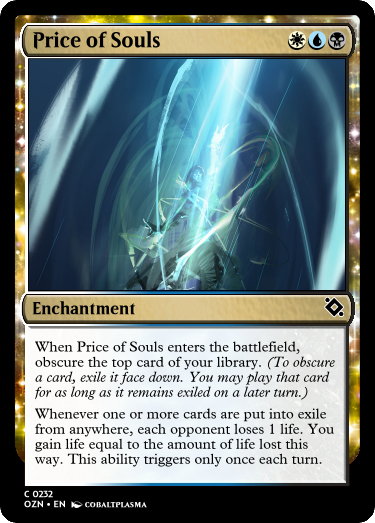 Price of Souls
Enchantment
When Price of Souls enters the battlefield,
obscure the top card of your library. (To obscure
a card, exile it face down. You may play that card
for as long as it remains exiled on a later turn.)
Whenever one or more cards are put into exile
from anywhere, each opponent loses 1 life. You
gain life equal to the amount of life lost this
way. This ability triggers only once each turn.
C 0232
OZN • EN COBALTPLASMA